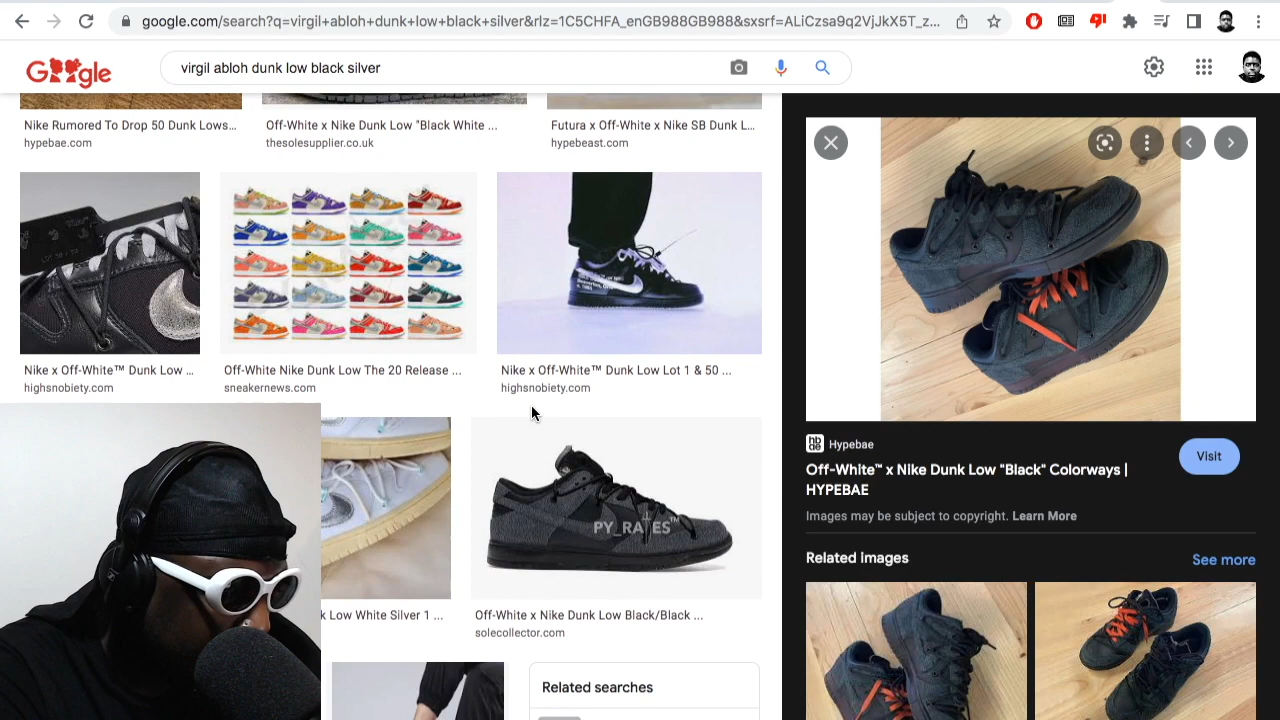 google.com/search?q=virgil+abloh+dunk+low+black+silver&rlz=1C5CHFA_enGB988GB988&sxsrf=ALiCzsa9q2VjJkX5T_z...
Google
virgil abloh dunk low black silver
Nike Rumored To Drop 50 Dunk Lows...
hypebae.com
Off-White x Nike Dunk Low "Black White ...
thesolesupplier.co.uk
Futura x Off-White x Nike SB Dunk L...
hypebeast.com
Nike x Off-White™ Dunk Low ...
highsnobiety.com
Off-White Nike Dunk Low The 20 Release ...
sneakernews.com
Nike x Off-White™ Dunk Low Lot 1 & 50 ...
highsnobiety.com
k Low White Silver 1 ...
PY_RATES™
Off-White x Nike Dunk Low Black/Black ...
solecollector.com
Related searches
hb
ae
Hypebae
Visit
Off-White™ x Nike Dunk Low "Black" Colorways |
HYPEBAE
Images may be subject to copyright. Learn More
Related images
See more